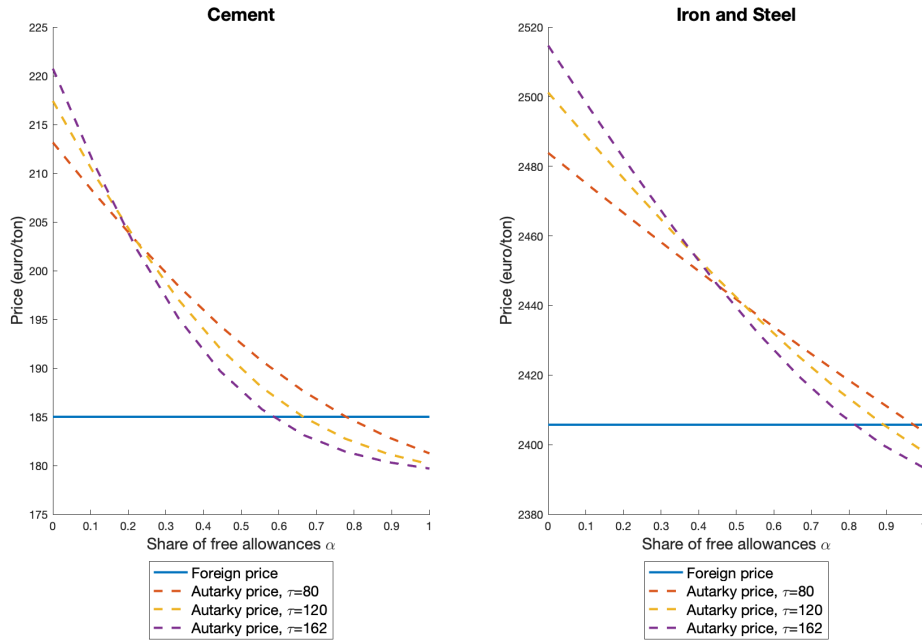 Cement
225
220
215
210
205
200
195
190
185
180
175
Price (euro/ton)
0 0.1 0.2 0.3 0.4 0.5 0.6 0.7 0.8 0.9 1
Share of free allowances α
Foreign price
Autarky price, τ=80
Autarky price, τ=120
Autarky price, τ=162
Iron and Steel
2520
2500
2480
2460
2440
2420
2400
2380
Price (euro/ton)
0 0.1 0.2 0.3 0.4 0.5 0.6 0.7 0.8 0.9
Share of free allowances α
Foreign price
Autarky price, τ=80
Autarky price, τ=120
Autarky price, τ=162